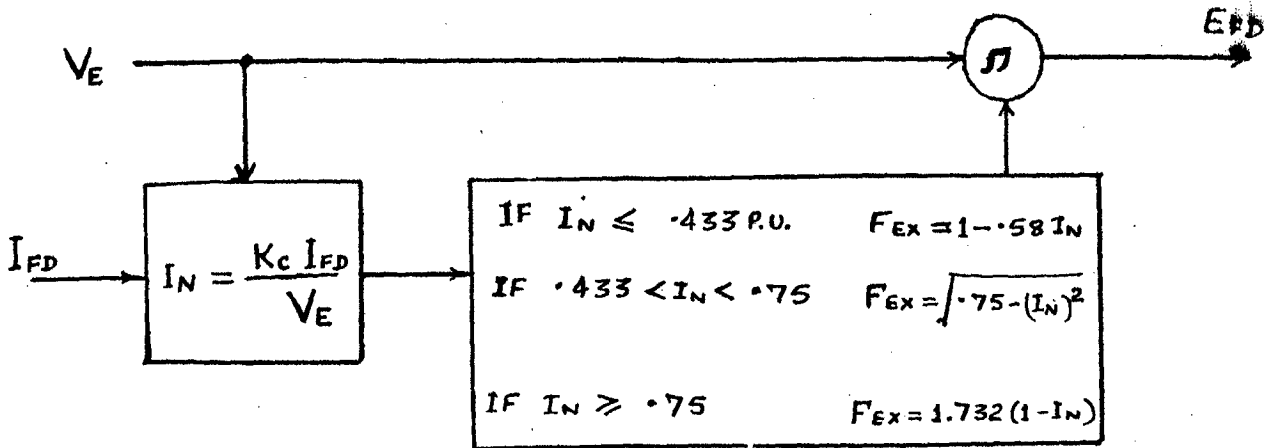 E_FD
V_E
π
IF I_N ≤ .433 P.U. F_EX = 1-.58 I_N
I_FD
I_N = K_C I_FD / V_E
IF .433 < I_N < .75 F_EX = √.75-(I_N)²
IF I_N ≥ .75 F_EX = 1.732 (1-I_N)